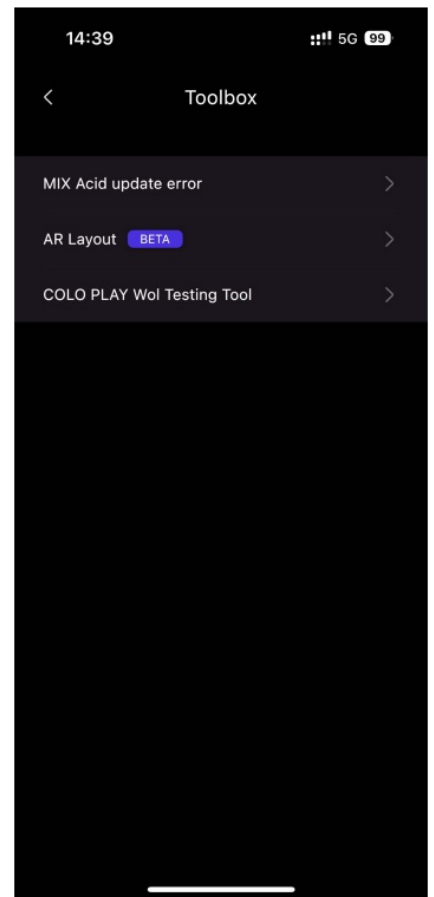 14:39 5G 99
Toolbox
MIX Acid update error
AR Layout BETA
COLO PLAY Wol Testing Tool